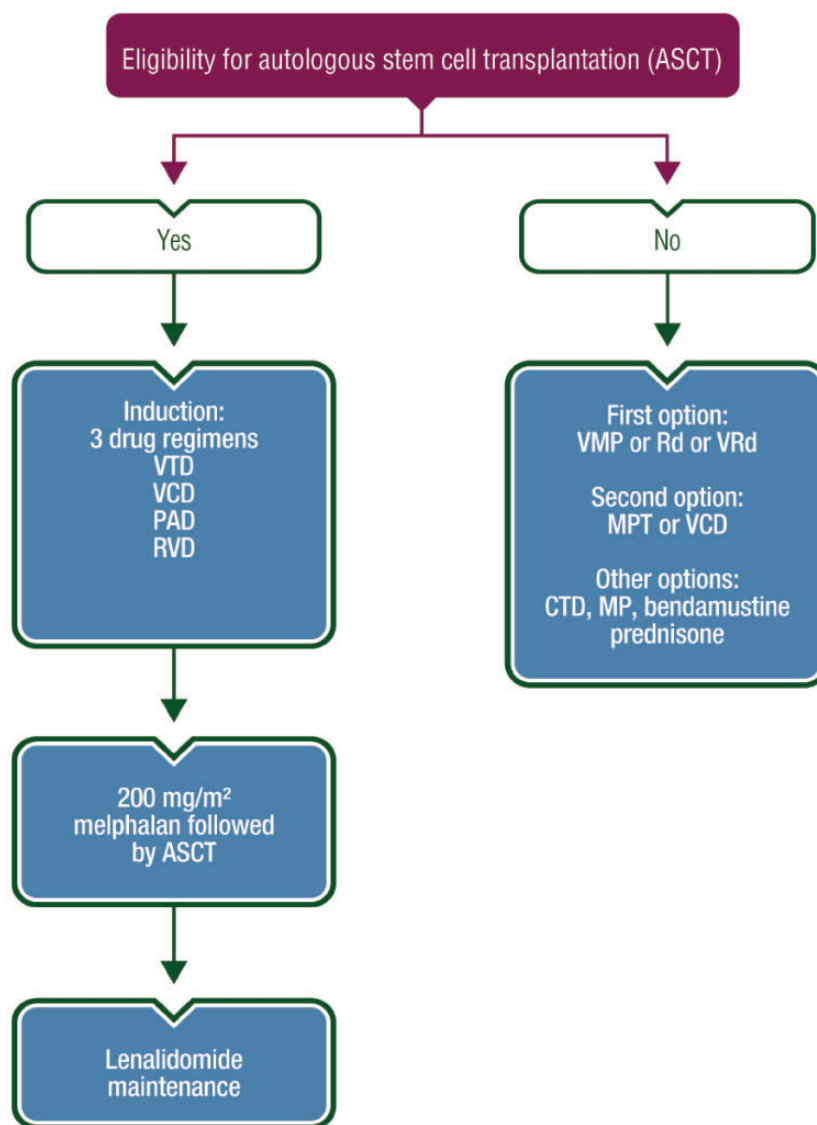 Eligibility for autologous stem cell transplantation (ASCT)
Yes
No
Induction:
3 drug regimens
VTD
VCD
PAD
RVD
First option:
VMP or Rd or VRd
Second option:
MPT or VCD
Other options:
CTD, MP, bendamustine
prednisone
200 mg/m²
melphalan followed
by ASCT
Lenalidomide
maintenance